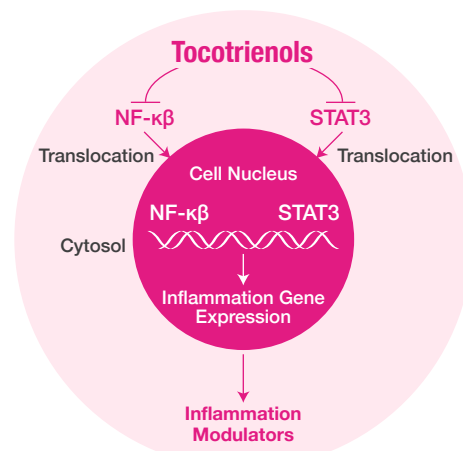 Tocotrienols
NF-κβ STAT3
Translocation Translocation
Cell Nucleus
NF-κβ STAT3
Cytosol
Inflammation Gene
Expression
Inflammation
Modulators